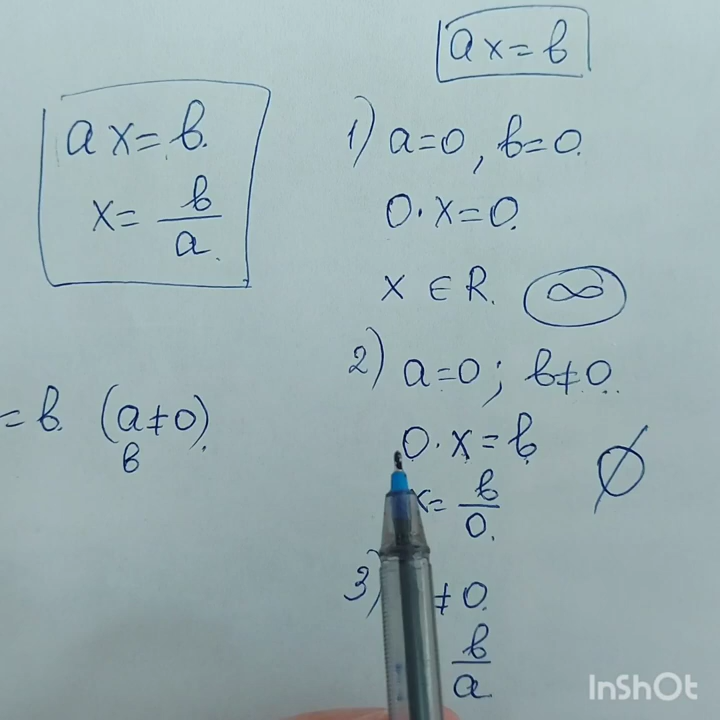 ax = b
ax = b.
x = b/a.
= b. (a ≠ 0).
b
1) a = 0, b = 0.
0 · x = 0.
x ∈ R. ∞
2) a = 0; b ≠ 0.
0 · x = b ∅
x = b/0.
3) ≠ 0.
b/a
InShOt